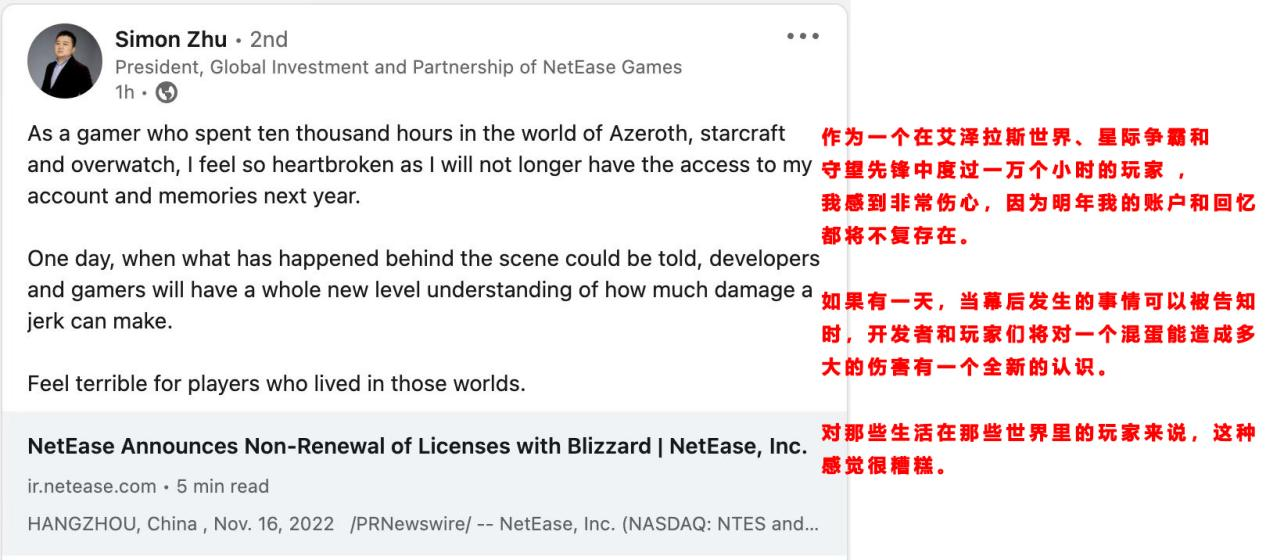 Simon Zhu • 2nd
President, Global Investment and Partnership of NetEase Games
1h •
As a gamer who spent ten thousand hours in the world of Azeroth, starcraft
and overwatch, I feel so heartbroken as I will not longer have the access to my
account and memories next year.
One day, when what has happened behind the scene could be told, developers
and gamers will have a whole new level understanding of how much damage a
jerk can make.
Feel terrible for players who lived in those worlds.
NetEase Announces Non-Renewal of Licenses with Blizzard | NetEase, Inc.
ir.netease.com • 5 min read
HANGZHOU, China , Nov. 16, 2022 /PRNewswire/ -- NetEase, Inc. (NASDAQ: NTES and...
作为一个在艾泽拉斯世界、星际争霸和
守望先锋中度过一万个小时的玩家 ，
我感到非常伤心，因为明年我的账户和回忆
都将不复存在。
如果有一天，当幕后发生的事情可以被告知
时，开发者和玩家们将对一个混蛋能造成多
大的伤害有一个全新的认识。
对那些生活在那些世界里的玩家来说，这种
感觉很糟糕。